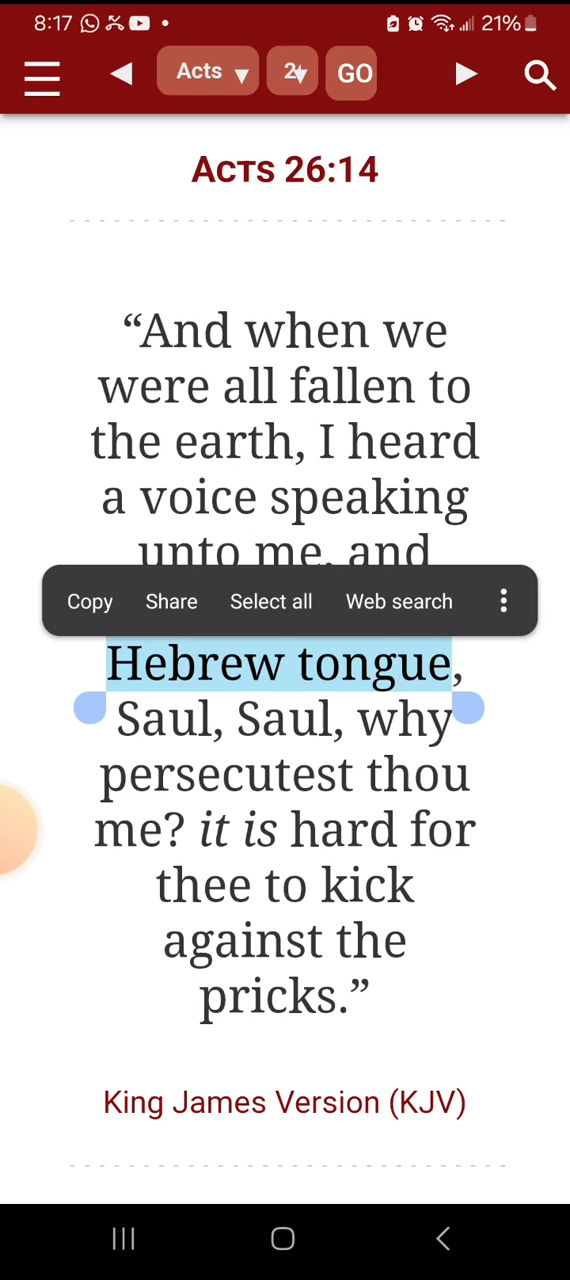 8:17
21%
Acts
2
GO
Acts 26:14
“And when we
were all fallen to
the earth, I heard
a voice speaking
unto me, and
Copy Share Select all Web search
Hebrew tongue,
Saul, Saul, why
persecutest thou
me? it is hard for
thee to kick
against the
pricks.”
King James Version (KJV)